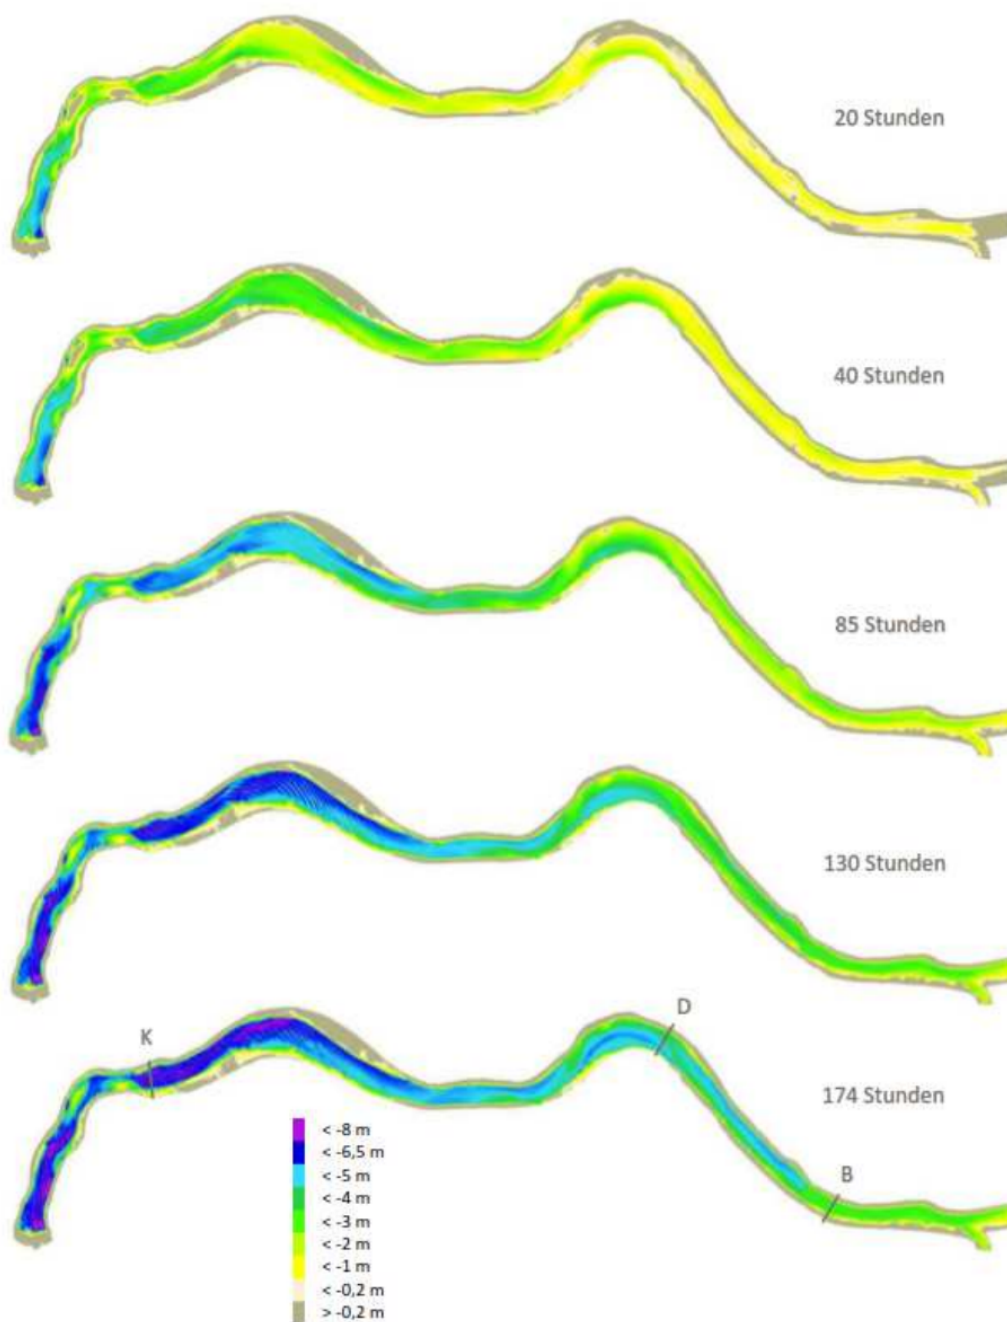 20 Stunden
40 Stunden
85 Stunden
130 Stunden
K
D
174 Stunden
B
< -8 m
< -6,5 m
< -5 m
< -4 m
< -3 m
< -2 m
< -1 m
< -0,2 m
> -0,2 m